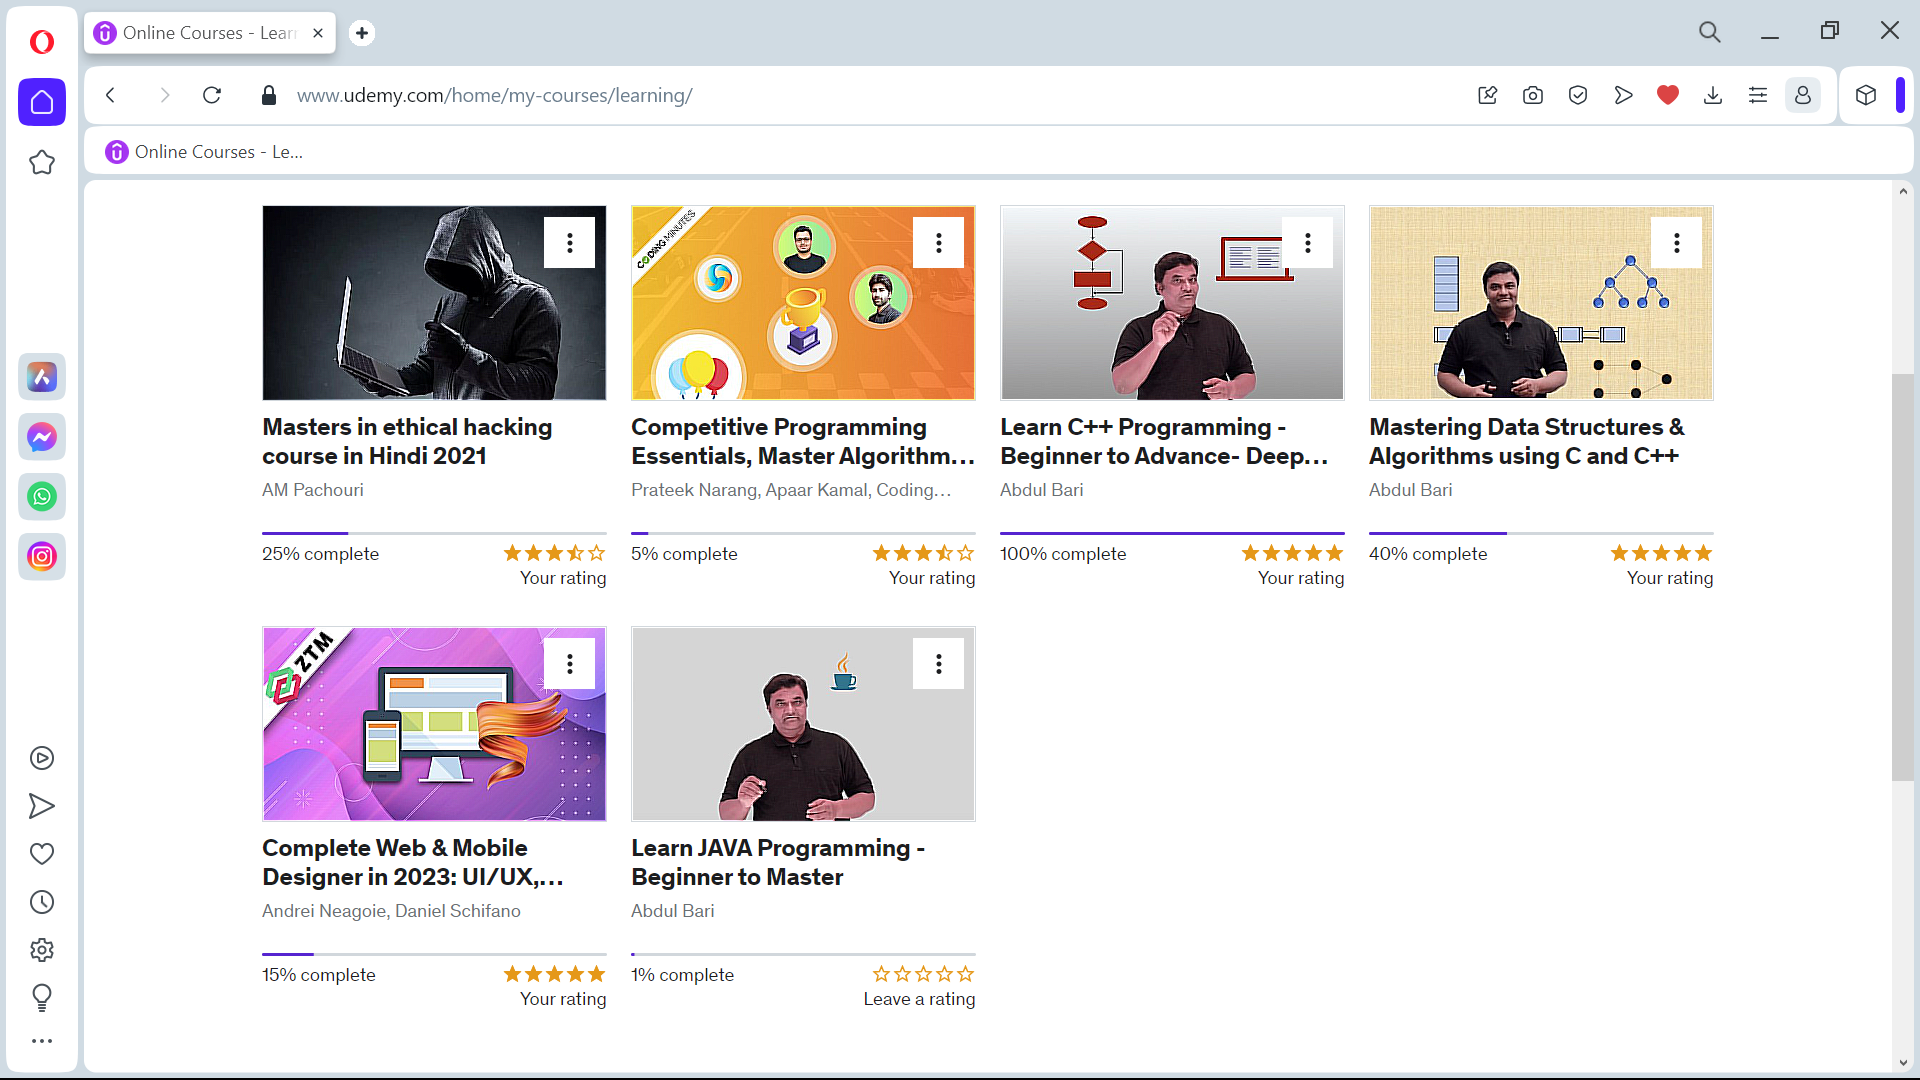 Online Courses - Lear
www.udemy.com/home/my-courses/learning/
Online Courses - Le...
CODING MINUTES
Masters in ethical hacking
course in Hindi 2021
AM Pachouri
25% complete
Your rating
Competitive Programming
Essentials, Master Algorithm...
Prateek Narang, Apaar Kamal, Coding...
5% complete
Your rating
Learn C++ Programming -
Beginner to Advance- Deep...
Abdul Bari
100% complete
Your rating
Mastering Data Structures &
Algorithms using C and C++
Abdul Bari
40% complete
Your rating
ZTM
Complete Web & Mobile
Designer in 2023: UI/UX,...
Andrei Neagoie, Daniel Schifano
15% complete
Your rating
Learn JAVA Programming -
Beginner to Master
Abdul Bari
1% complete
Leave a rating